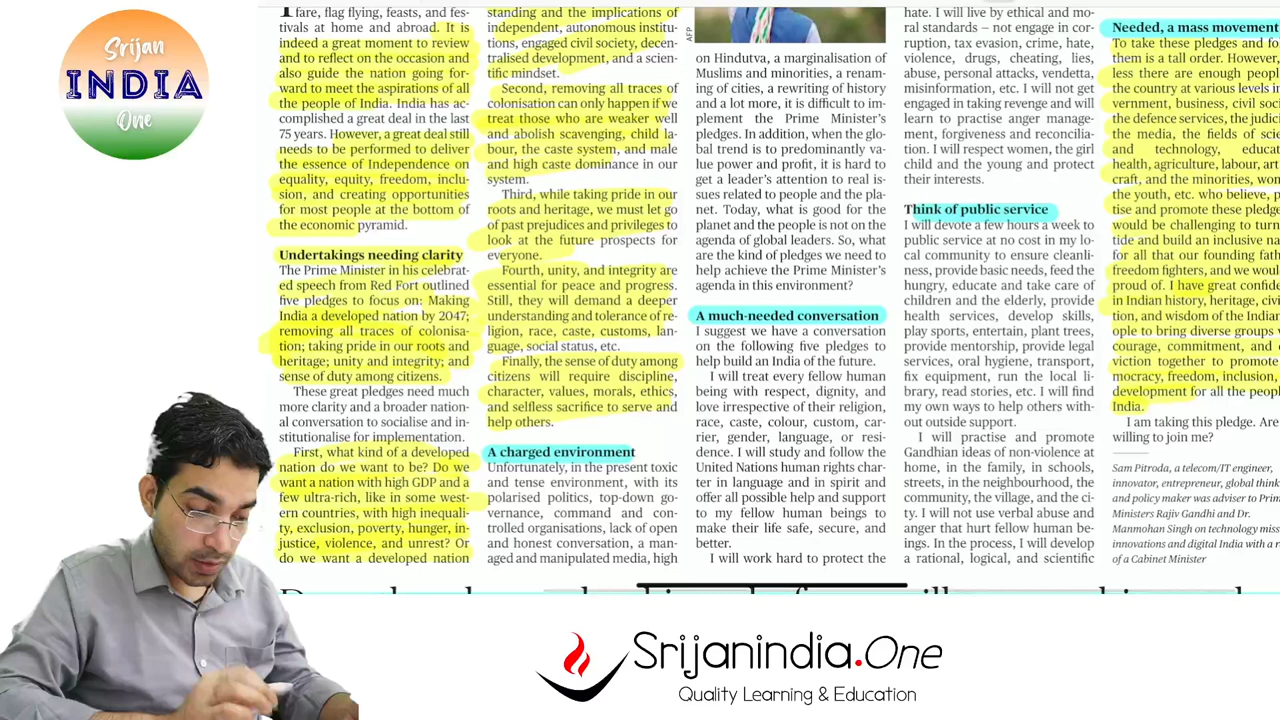 Srijan
INDIA
One
fare, flag flying, feasts, and fes-
tivals at home and abroad. It is
indeed a great moment to review
and to reflect on the occasion and
also guide the nation going for-
ward to meet the aspirations of all
the people of India. India has ac-
complished a great deal in the last
75 years. However, a great deal still
needs to be performed to deliver
the essence of Independence on
equality, equity, freedom, inclu-
sion, and creating opportunities
for most people at the bottom of
the economic pyramid.
Undertakings needing clarity
The Prime Minister in his celebrat-
ed speech from Red Fort outlined
five pledges to focus on: Making
India a developed nation by 2047;
removing all traces of colonisa-
tion; taking pride in our roots and
heritage; unity and integrity; and
sense of duty among citizens.
These great pledges need much
more clarity and a broader nation-
al conversation to socialise and in-
stitutionalise for implementation.
First, what kind of a developed
nation do we want to be? Do we
want a nation with high GDP and a
few ultra-rich, like in some west-
ern countries, with high inequali-
ty, exclusion, poverty, hunger, in-
justice, violence, and unrest? Or
do we want a developed nation
standing and the implications of
independent, autonomous institu-
tions, engaged civil society, decen-
tralised development, and a scien-
tific mindset.
Second, removing all traces of
colonisation can only happen if we
treat those who are weaker well
and abolish scavenging, child la-
bour, the caste system, and male
and high caste dominance in our
system.
Third, while taking pride in our
roots and heritage, we must let go
of past prejudices and privileges to
look at the future prospects for
everyone.
Fourth, unity, and integrity are
essential for peace and progress.
Still, they will demand a deeper
understanding and tolerance of re-
ligion, race, caste, customs, lan-
guage, social status, etc.
Finally, the sense of duty among
citizens will require discipline,
character, values, morals, ethics,
and selfless sacrifice to serve and
help others.
A charged environment
Unfortunately, in the present toxic
and tense environment, with its
polarised politics, top-down go-
vernance, command and con-
trolled organisations, lack of open
and honest conversation, a man-
aged and manipulated media, high
AFP
on Hindutva, a marginalisation of
Muslims and minorities, a renam-
ing of cities, a rewriting of history
and a lot more, it is difficult to im-
plement the Prime Minister's
pledges. In addition, when the glo-
bal trend is to predominantly va-
lue power and profit, it is hard to
get a leader's attention to real is-
sues related to people and the pla-
net. Today, what is good for the
planet and the people is not on the
agenda of global leaders. So, what
are the kind of pledges we need to
help achieve the Prime Minister's
agenda in this environment?
A much-needed conversation
I suggest we have a conversation
on the following five pledges to
help build an India of the future.
I will treat every fellow human
being with respect, dignity, and
love irrespective of their religion,
race, caste, colour, custom, car-
rier, gender, language, or resi-
dence. I will study and follow the
United Nations human rights char-
ter in language and in spirit and
offer all possible help and support
to my fellow human beings to
make their life safe, secure, and
better.
I will work hard to protect the
hate. I will live by ethical and mo-
ral standards – not engage in cor-
ruption, tax evasion, crime, hate,
violence, drugs, cheating, lies,
abuse, personal attacks, vendetta,
misinformation, etc. I will not get
engaged in taking revenge and will
learn to practise anger manage-
ment, forgiveness and reconcilia-
tion. I will respect women, the girl
child and the young and protect
their interests.
Think of public service
I will devote a few hours a week to
public service at no cost in my lo-
cal community to ensure cleanli-
ness, provide basic needs, feed the
hungry, educate and take care of
children and the elderly, provide
health services, develop skills,
play sports, entertain, plant trees,
provide mentorship, provide legal
services, oral hygiene, transport,
fix equipment, run the local li-
brary, read stories, etc. I will find
my own ways to help others with-
out outside support.
I will practise and promote
Gandhian ideas of non-violence at
home, in the family, in schools,
streets, in the neighbourhood, the
community, the village, and the ci-
ty. I will not use verbal abuse and
anger that hurt fellow human be-
ings. In the process, I will develop
a rational, logical, and scientific
Needed, a mass movement
To take these pledges and fo
them is a tall order. However,
less there are enough peopl
the country at various levels i
vernment, business, civil soci
the defence services, the judici
the media, the fields of sci
and technology, educat
health, agriculture, labour, art
craft, and the minorities, wom
the youth, etc. who believe, p
tise and promote these pledge
would be challenging to turn
tide and build an inclusive na
for all that our founding fath
freedom fighters, and we woul
proud of. I have great confide
in Indian history, heritage, civi
tion, and wisdom of the Indian
ople to bring diverse groups
courage, commitment, and c
viction together to promote
mocracy, freedom, inclusion,
development for all the people
India.
I am taking this pledge. Are
willing to join me?
Sam Pitroda, a telecom/IT engineer,
innovator, entrepreneur, global think
and policy maker was adviser to Prim
Ministers Rajiv Gandhi and Dr.
Manmohan Singh on technology miss
innovations and digital India with a r
of a Cabinet Minister
Srijanindia.One
Quality Learning & Education